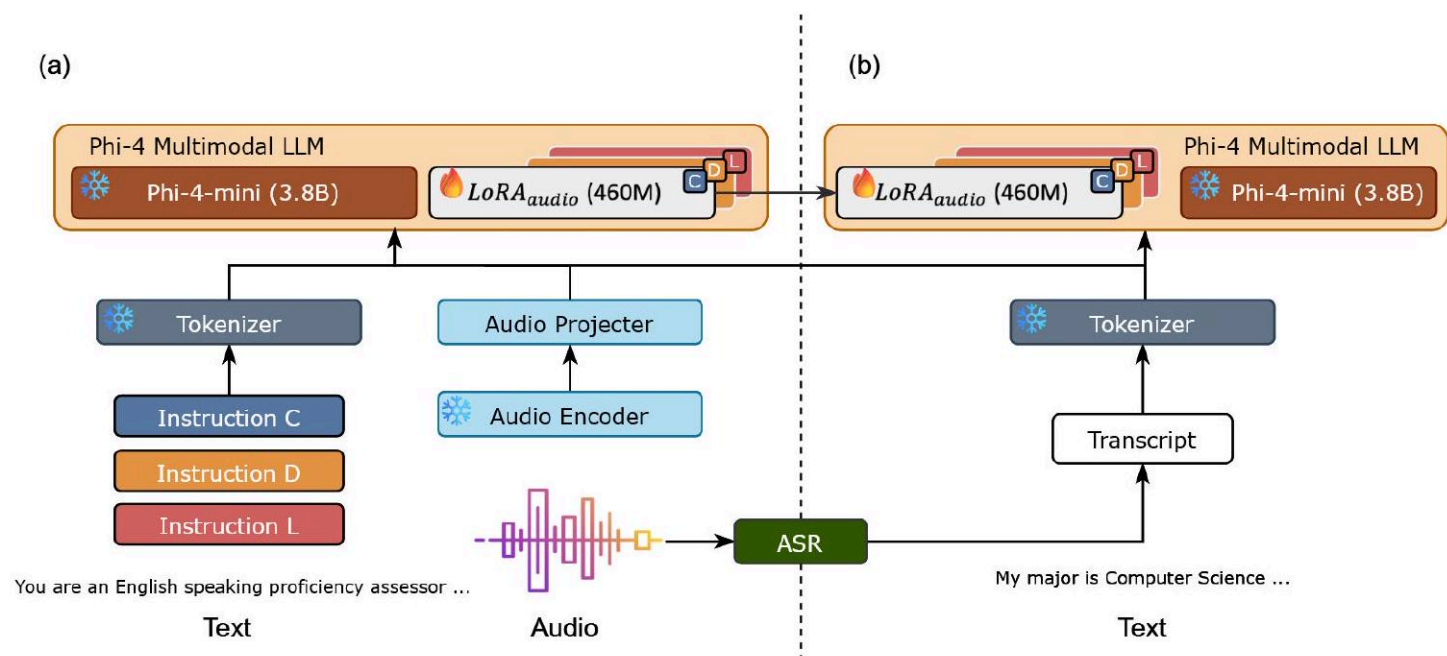 (a)
(b)
Phi-4 Multimodal LLM
Phi-4-mini (3.8B)
LoRA_audio (460M)
C
D
L
LoRA_audio (460M)
C
D
L
Phi-4 Multimodal LLM
Phi-4-mini (3.8B)
Tokenizer
Audio Projecter
Tokenizer
Instruction C
Audio Encoder
Transcript
Instruction D
Instruction L
ASR
You are an English speaking proficiency assessor ...
My major is Computer Science ...
Text
Audio
Text